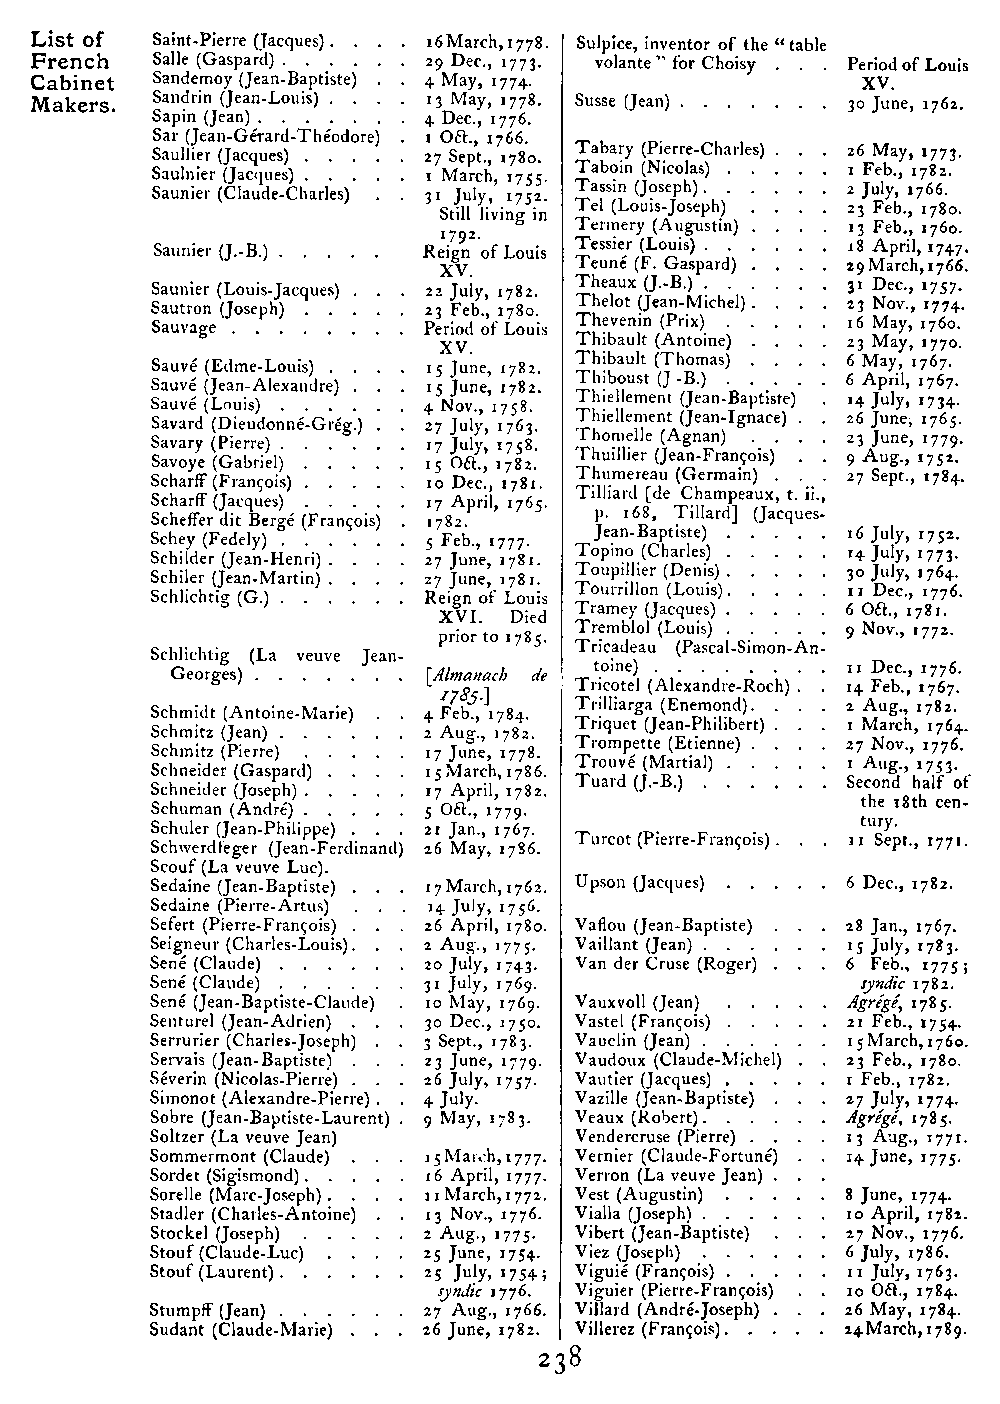 List of
French
Cabinet
Makers.
Saint-Pierre (Jacques) . . . . 16 March, 1778.
Salle (Gaspard) . . . . . . 29 Dec., 1773.
Sandemoy (Jean-Baptiste) . . 4 May, 1774.
Sandrin (Jean-Louis) . . . . 13 May, 1778.
Sapin (Jean) . . . . . . . 4 Dec., 1776.
Sar (Jean-Gérard-Théodore) . 1 Oct., 1766.
Saullier (Jacques) . . . . . 27 Sept., 1780.
Saulnier (Jacques) . . . . . 1 March, 1755.
Saunier (Claude-Charles) . . 31 July, 1752.
Still living in
1792.
Saunier (J.-B.) . . . . . Reign of Louis
XV.
Saunier (Louis-Jacques) . . . 22 July, 1782.
Sautron (Joseph) . . . . . 23 Feb., 1780.
Sauvage . . . . . . . . Period of Louis
XV.
Sauvé (Edme-Louis) . . . . 15 June, 1782.
Sauvé (Jean-Alexandre) . . . 15 June, 1782.
Sauvé (Louis) . . . . . . 4 Nov., 1758.
Savard (Dieudonné-Grég.) . . 27 July, 1763.
Savary (Pierre) . . . . . . 17 July, 1758.
Savoye (Gabriel) . . . . . 15 Oct., 1782.
Scharff (François) . . . . . 10 Dec., 1781.
Scharff (Jacques) . . . . . 17 April, 1765.
Scheffer dit Bergé (François) . 1782.
Schey (Fedely) . . . . . . 5 Feb., 1777.
Schilder (Jean-Henri) . . . . 27 June, 1781.
Schiler (Jean-Martin) . . . . 27 June, 1781.
Schlichtig (G.) . . . . . . Reign of Louis
XVI. Died
prior to 1785.
Schlichtig (La veuve Jean-
Georges) . . . . . . . [Almanach de
1785.]
Schmidt (Antoine-Marie) . . 4 Feb., 1784.
Schmitz (Jean) . . . . . . 2 Aug., 1782.
Schmitz (Pierre) . . . . . 17 June, 1778.
Schneider (Gaspard) . . . . 15 March, 1786.
Schneider (Joseph) . . . . . 17 April, 1782.
Schuman (André) . . . . . 5 Oct., 1779.
Schuler (Jean-Philippe) . . . 21 Jan., 1767.
Schwerdfeger (Jean-Ferdinand) 26 May, 1786.
Scouf (La veuve Luc).
Sedaine (Jean-Baptiste) . . . 17 March, 1762.
Sedaine (Pierre-Artus) . . . 14 July, 1756.
Sefert (Pierre-François) . . . 26 April, 1780.
Seigneur (Charles-Louis) . . . 2 Aug., 1775.
Sené (Claude) . . . . . . 20 July, 1743.
Sené (Claude) . . . . . . 31 July, 1769.
Sené (Jean-Baptiste-Claude) . 10 May, 1769.
Senturel (Jean-Adrien) . . . 30 Dec., 1750.
Serrurier (Charles-Joseph) . . 3 Sept., 1783.
Servais (Jean-Baptiste) . . . 23 June, 1779.
Séverin (Nicolas-Pierre) . . . 26 July, 1757.
Simonot (Alexandre-Pierre) . . 4 July.
Sobre (Jean-Baptiste-Laurent) . 9 May, 1783.
Soltzer (La veuve Jean)
Sommermont (Claude) . . . 15 March, 1777.
Sordet (Sigismond) . . . . . 16 April, 1777.
Sorelle (Marc-Joseph) . . . . 11 March, 1772.
Stadler (Charles-Antoine) . . 13 Nov., 1776.
Stockel (Joseph) . . . . . 2 Aug., 1775.
Stouf (Claude-Luc) . . . . 25 June, 1754.
Stouf (Laurent) . . . . . . 25 July, 1754;
syndic 1776.
Stumpff (Jean) . . . . . . 27 Aug., 1766.
Sudant (Claude-Marie) . . . 26 June, 1782.
Sulpice, inventor of the “table
volante” for Choisy . . . Period of Louis
XV.
Susse (Jean) . . . . . . . 30 June, 1762.
Tabary (Pierre-Charles) . . . 26 May, 1773.
Taboin (Nicolas) . . . . . 1 Feb., 1782.
Tassin (Joseph) . . . . . . 2 July, 1766.
Tel (Louis-Joseph) . . . . 23 Feb., 1780.
Termery (Augustin) . . . . 13 Feb., 1760.
Tessier (Louis) . . . . . . 18 April, 1747.
Teuné (F. Gaspard) . . . . 29 March, 1766.
Theaux (J.-B.) . . . . . . 31 Dec., 1757.
Thelot (Jean-Michel) . . . . 23 Nov., 1774.
Thevenin (Prix) . . . . . 16 May, 1760.
Thibault (Antoine) . . . . 23 May, 1770.
Thibault (Thomas) . . . . 6 May, 1767.
Thiboust (J -B.) . . . . . 6 April, 1767.
Thiellement (Jean-Baptiste) . 14 July, 1734.
Thiellement (Jean-Ignace) . . 26 June, 1765.
Thomelle (Agnan) . . . . 23 June, 1779.
Thuillier (Jean-François) . . 9 Aug., 1752.
Thumereau (Germain) . . . 27 Sept., 1784.
Tilliard [de Champeaux, t. ii.,
p. 168, Tillard] (Jacques-
Jean-Baptiste) . . . . . 16 July, 1752.
Topino (Charles) . . . . . 14 July, 1773.
Toupillier (Denis) . . . . . 30 July, 1764.
Tourrillon (Louis) . . . . . 11 Dec., 1776.
Tramey (Jacques) . . . . . 6 Oct., 1781.
Tremblol (Louis) . . . . . 9 Nov., 1772.
Tricadeau (Pascal-Simon-An-
toine) . . . . . . . . 11 Dec., 1776.
Tricotel (Alexandre-Roch) . . 14 Feb., 1767.
Trilliarga (Enemond) . . . . 2 Aug., 1782.
Triquet (Jean-Philibert) . . . 1 March, 1764.
Trompette (Etienne) . . . . 27 Nov., 1776.
Trouvé (Martial) . . . . . 1 Aug., 1753.
Tuard (J.-B.) . . . . . . Second half of
the 18th cen-
tury.
Turcot (Pierre-François) . . . 11 Sept., 1771.
Upson (Jacques) . . . . . 6 Dec., 1782.
Vaflou (Jean-Baptiste) . . . 28 Jan., 1767.
Vaillant (Jean) . . . . . . 15 July, 1783.
Van der Cruse (Roger) . . . 6 Feb., 1775;
syndic 1782.
Vauxvoll (Jean) . . . . . Agrégé, 1785.
Vastel (François) . . . . . 21 Feb., 1754.
Vauclin (Jean) . . . . . . 15 March, 1760.
Vaudoux (Claude-Michel) . . 23 Feb., 1780.
Vautier (Jacques) . . . . . 1 Feb., 1782.
Vazille (Jean-Baptiste) . . . 27 July, 1774.
Veaux (Robert) . . . . . . Agrégé, 1785.
Vendercruse (Pierre) . . . . 13 Aug., 1771.
Vernier (Claude-Fortuné) . . 14 June, 1775.
Verron (La veuve Jean) . . .
Vest (Augustin) . . . . . 8 June, 1774.
Vialla (Joseph) . . . . . . 10 April, 1782.
Vibert (Jean-Baptiste) . . . 27 Nov., 1776.
Viez (Joseph) . . . . . . 6 July, 1786.
Viguié (François) . . . . . 11 July, 1763.
Viguier (Pierre-François) . . 10 Oct., 1784.
Villard (André-Joseph) . . . 26 May, 1784.
Villerez (François) . . . . . 24 March, 1789.
238